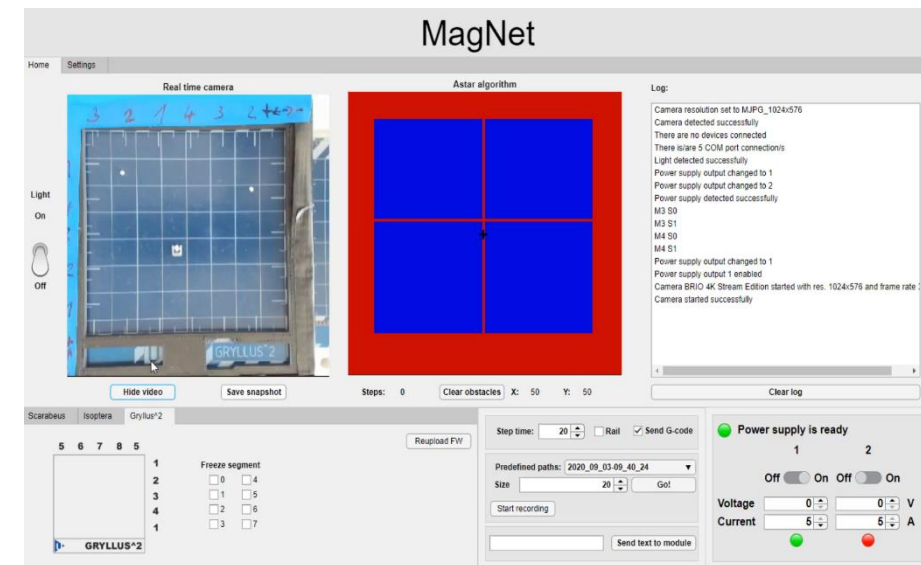 MagNet
Home Settings
Real time camera
Astar algorithm
Log:
3 2 1 4 3 2
GRYLLUS^2
Light
On
Off
Camera resolution set to MJPG_1024x576
Camera detected successfully
There are no devices connected
There is/are 5 COM port connection/s
Light detected successfully
Power supply output changed to 1
Power supply output changed to 2
Power supply detected successfully
M3 S0
M3 S1
M4 S0
M4 S1
Power supply output changed to 1
Power supply output 1 enabled
Camera BRIO 4K Stream Edition started with res. 1024x576 and frame rate
Camera started successfully
Hide video Save snapshot Steps: 0 Clear obstacles X: 50 Y: 50 Clear log
Scarabeus Isoptera Gryllus^2
Reupload FW
5 6 7 8 5
1
2
3
4
1
GRYLLUS^2
Freeze segment
0 4
1 5
2 6
3 7
Step time: 20 Rail Send G-code
Predefined paths: 2020_09_03-09_40_24
Size 20 Go!
Start recording
Send text to module
Power supply is ready
1 2
Off On Off On
Voltage 0 0 V
Current 5 5 A